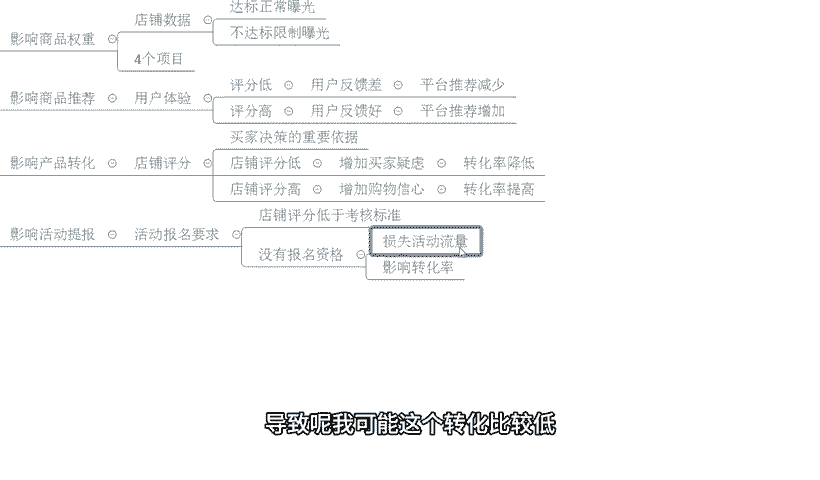 达标正常曝光
店铺数据
不达标限制曝光
影响商品权重
4个项目
评分低 用户反馈差 平台推荐减少
影响商品推荐 用户体验
评分高 用户反馈好 平台推荐增加
买家决策的重要依据
影响产品转化 店铺评分 店铺评分低 增加买家疑虑 转化率降低
店铺评分高 增加购物信心 转化率提高
店铺评分低于考核标准
影响活动提报 活动报名要求
损失活动流量
没有报名资格
影响转化率
导致呢我可能这个转化比较低